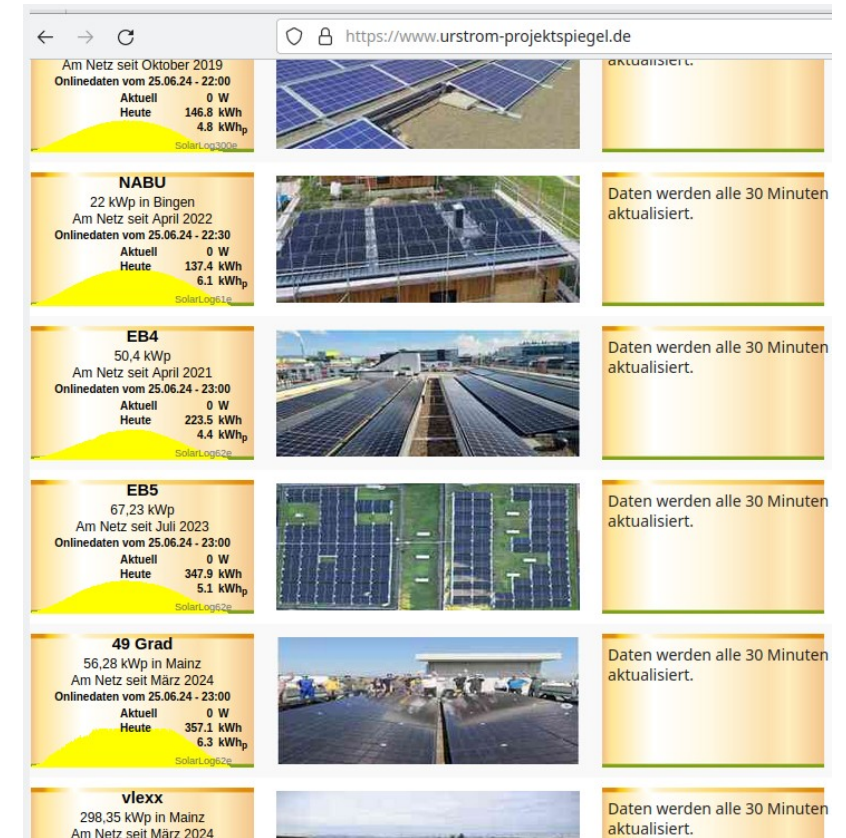 https://www.urstrom-projektspiegel.de
Am Netz seit Oktober 2019
Onlinedaten vom 25.06.24 - 22:00
Aktuell 0 W
Heute 146.8 kWh
4.8 kWhp
SolarLog300e
aktualisiert.
NABU
22 kWp in Bingen
Am Netz seit April 2022
Onlinedaten vom 25.06.24 - 22:30
Aktuell 0 W
Heute 137.4 kWh
6.1 kWhp
SolarLog61e
Daten werden alle 30 Minuten
aktualisiert.
EB4
50,4 kWp
Am Netz seit April 2021
Onlinedaten vom 25.06.24 - 23:00
Aktuell 0 W
Heute 223.5 kWh
4.4 kWhp
SolarLog62e
Daten werden alle 30 Minuten
aktualisiert.
EB5
67,23 kWp
Am Netz seit Juli 2023
Onlinedaten vom 25.06.24 - 23:00
Aktuell 0 W
Heute 347.9 kWh
5.1 kWhp
SolarLog62e
Daten werden alle 30 Minuten
aktualisiert.
49 Grad
56,28 kWp in Mainz
Am Netz seit März 2024
Onlinedaten vom 25.06.24 - 23:00
Aktuell 0 W
Heute 357.1 kWh
6.3 kWhp
SolarLog62e
Daten werden alle 30 Minuten
aktualisiert.
vlexx
298,35 kWp in Mainz
Am Netz seit März 2024
Daten werden alle 30 Minuten
aktualisiert.